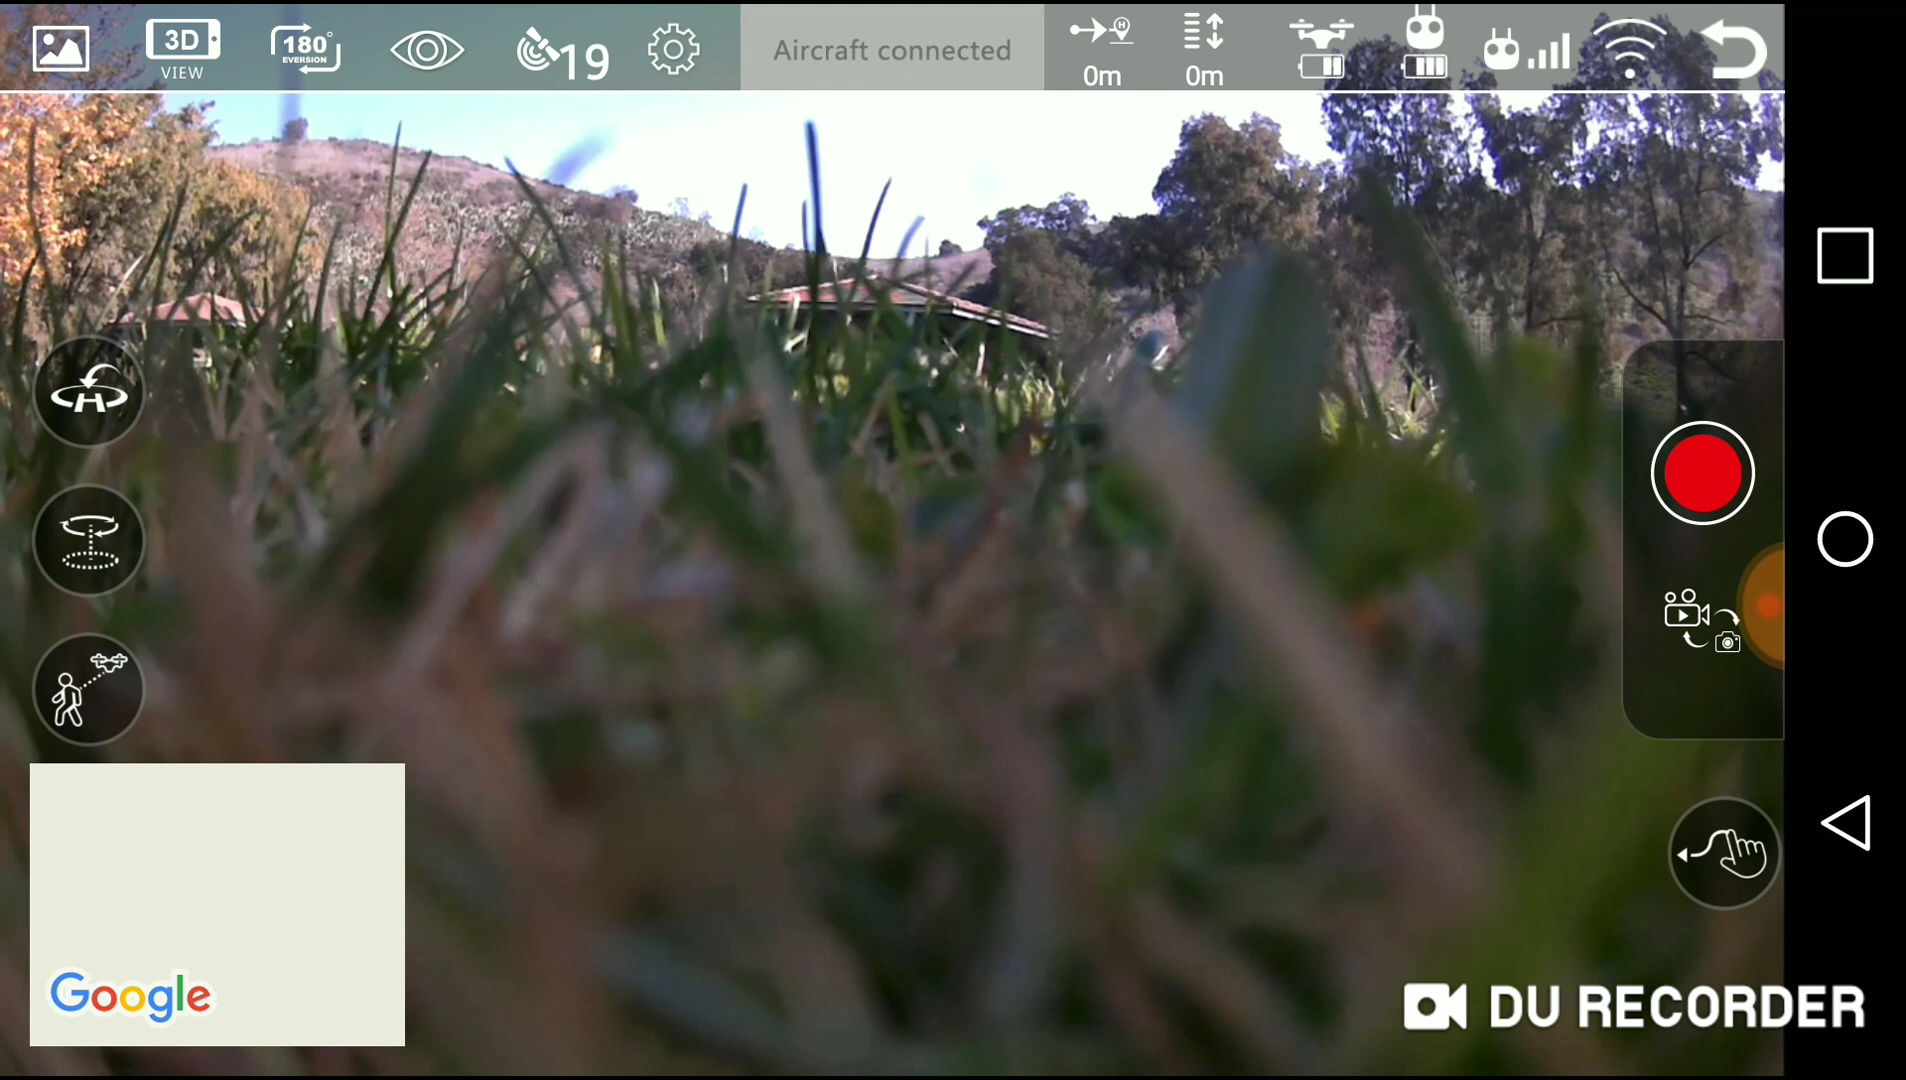 3D
VIEW
180°
EVERSION
19
Aircraft connected
H
0m
0m
H
Google
DU RECORDER